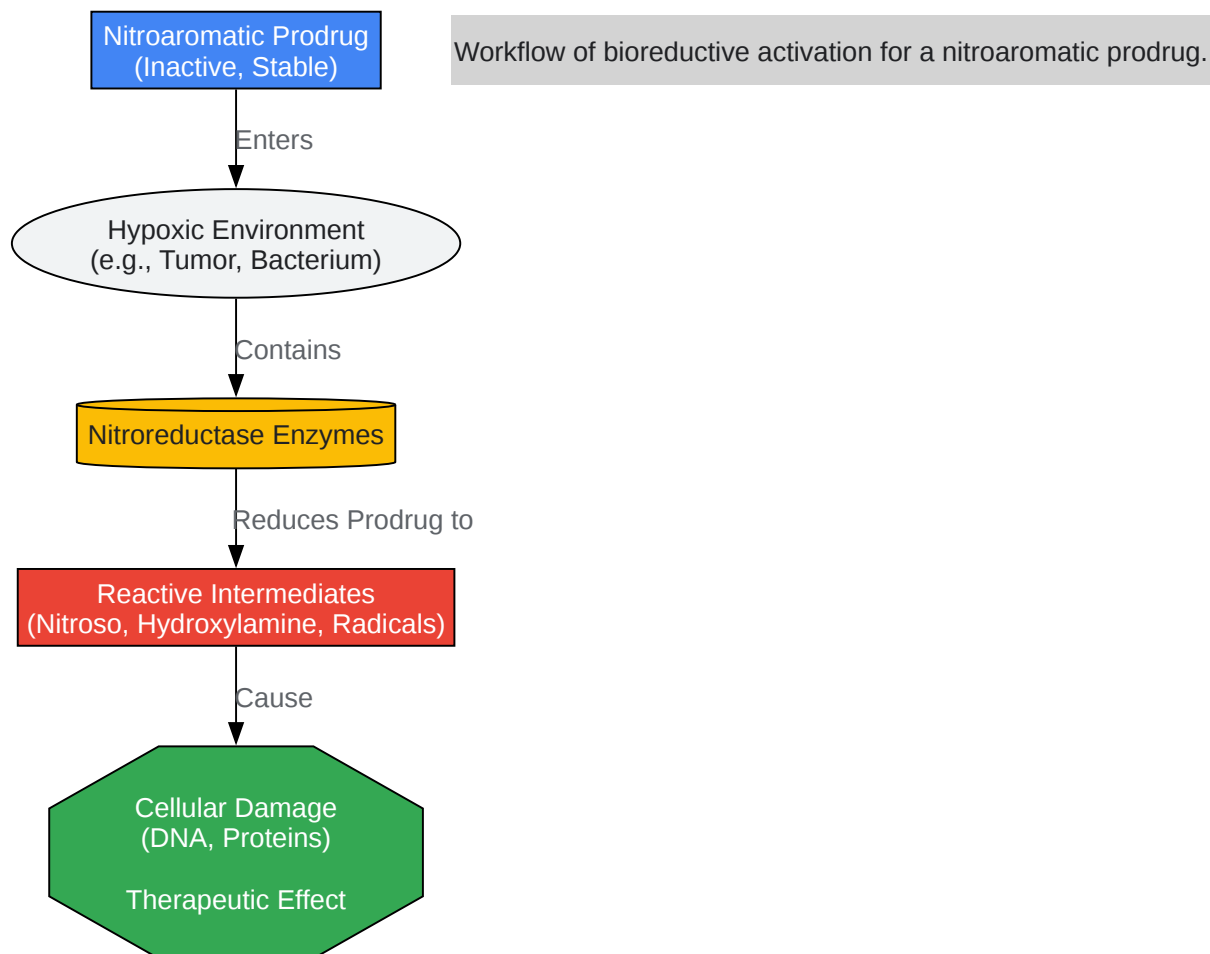 Nitroaromatic Prodrug
(Inactive, Stable)
Workflow of bioreductive activation for a nitroaromatic prodrug.
Enters
Hypoxic Environment
(e.g., Tumor, Bacterium)
Contains
Nitroreductase Enzymes
Reduces Prodrug to
Reactive Intermediates
(Nitroso, Hydroxylamine, Radicals)
Cause
Cellular Damage
(DNA, Proteins)
Therapeutic Effect